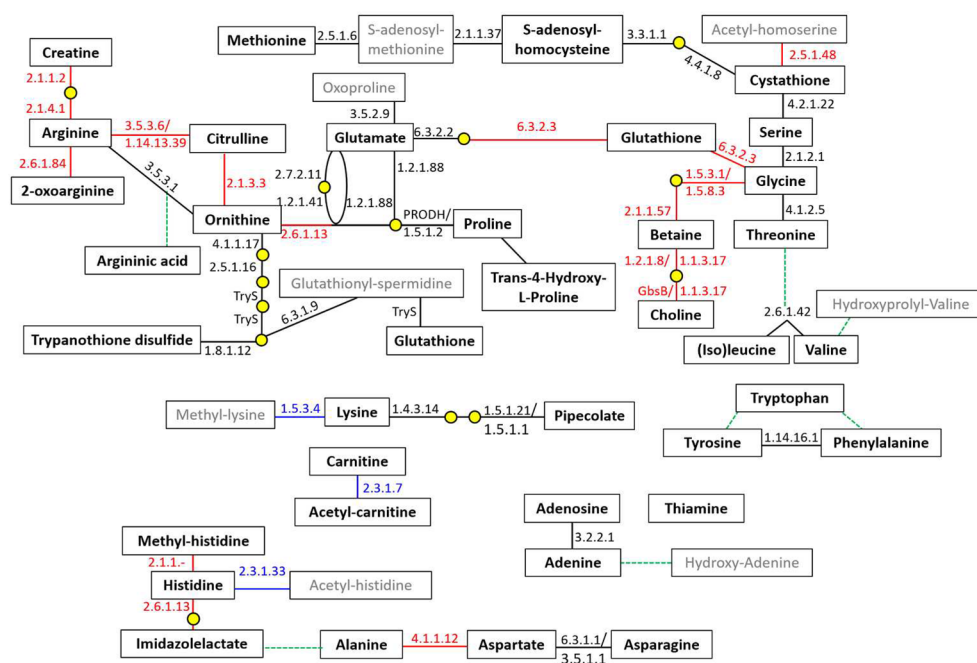 Methionine
2.5.1.6
S-adenosyl-
methionine
2.1.1.37
S-adenosyl-
homocysteine
3.3.1.1
4.4.1.8
Acetyl-homoserine
2.5.1.48
Cystathione
4.2.1.22
Serine
2.1.2.1
Glycine
4.1.2.5
Threonine
2.6.1.42
(Iso)leucine
Valine
Hydroxyprolyl-Valine
Creatine
2.1.1.2
2.1.4.1
Arginine
3.5.3.6/
1.14.13.39
Citrulline
2.6.1.84
2-oxoarginine
3.5.3.1
2.1.3.3
Ornithine
Argininic acid
2.6.1.13
Oxoproline
3.5.2.9
Glutamate
6.3.2.2
6.3.2.3
Glutathione
6.3.2.3
2.7.2.11
1.2.1.41
1.2.1.88
1.2.1.88
PRODH/
1.5.1.2
Proline
Trans-4-Hydroxy-
L-Proline
1.5.3.1/
1.5.8.3
2.1.1.57
Betaine
1.2.1.8/
1.1.3.17
GbsB/
1.1.3.17
Choline
4.1.1.17
2.5.1.16
TryS
TryS
Glutathionyl-spermidine
6.3.1.9
TryS
Glutathione
Trypanothione disulfide
1.8.1.12
Methyl-lysine
1.5.3.4
Lysine
1.4.3.14
1.5.1.21/
1.5.1.1
Pipecolate
Tryptophan
Tyrosine
1.14.16.1
Phenylalanine
Carnitine
2.3.1.7
Acetyl-carnitine
Adenosine
3.2.2.1
Adenine
Thiamine
Hydroxy-Adenine
Methyl-histidine
2.1.1.-
Histidine
2.3.1.33
Acetyl-histidine
2.6.1.13
Imidazolelactate
Alanine
4.1.1.12
Aspartate
6.3.1.1/
3.5.1.1
Asparagine